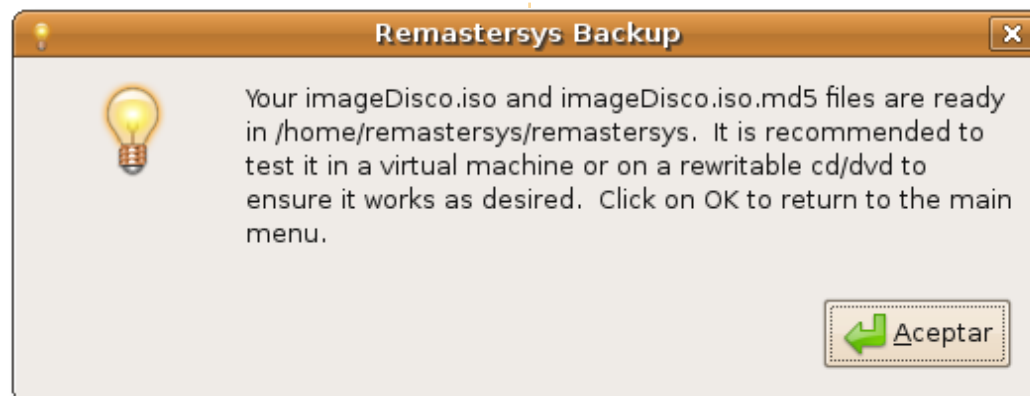 Remastersys Backup
Your imageDisco.iso and imageDisco.iso.md5 files are ready
in /home/remastersys/remastersys.  It is recommended to
test it in a virtual machine or on a rewritable cd/dvd to
ensure it works as desired.  Click on OK to return to the main
menu.
Aceptar